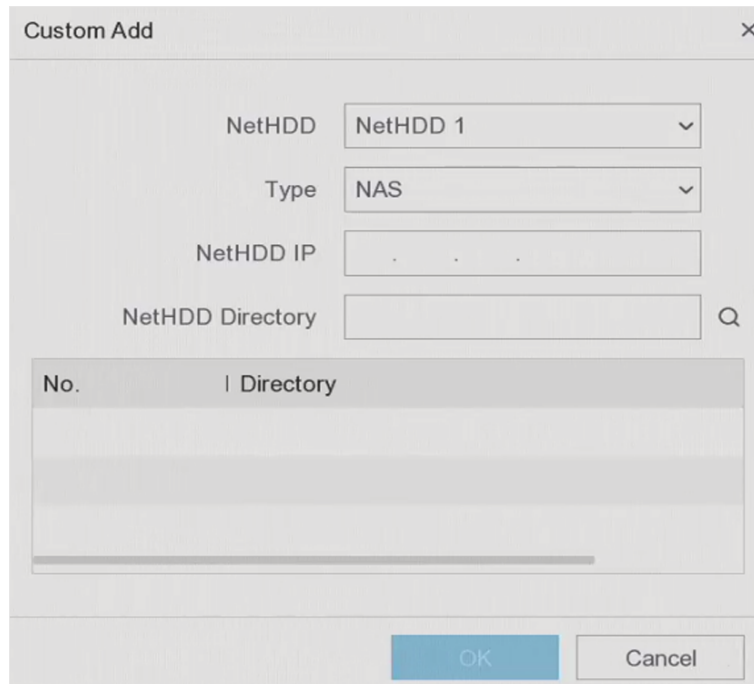 Custom Add
NetHDD NetHDD 1
Type NAS
NetHDD IP . . .
NetHDD Directory
No. Directory
OK Cancel